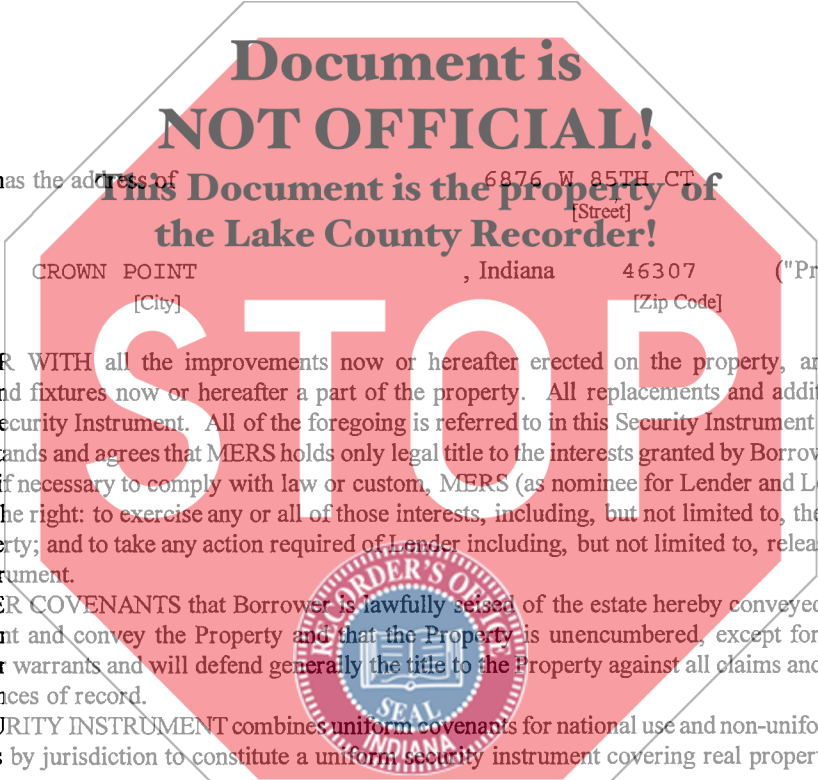 Document is
NOT OFFICIAL!
This Document is the property of
the Lake County Recorder!
STOP
as the address of 6876 W 85TH CT
[Street]
CROWN POINT , Indiana 46307 ("Pr
[City] [Zip Code]
R WITH all the improvements now or hereafter erected on the property, a
nd fixtures now or hereafter a part of the property. All replacements and addit
ecurity Instrument. All of the foregoing is referred to in this Security Instrument
ands and agrees that MERS holds only legal title to the interests granted by Borrow
if necessary to comply with law or custom, MERS (as nominee for Lender and L
he right: to exercise any or all of those interests, including, but not limited to, the
rty; and to take any action required of Lender including, but not limited to, relea
rument.
ER COVENANTS that Borrower is lawfully seised of the estate hereby conveyed
nt and convey the Property and that the Property is unencumbered, except for
r warrants and will defend generally the title to the Property against all claims and
nces of record.
URITY INSTRUMENT combines uniform covenants for national use and non-unifo
s by jurisdiction to constitute a uniform security instrument covering real propert
RECORDER'S OFFICE
SEAL
INDIANA